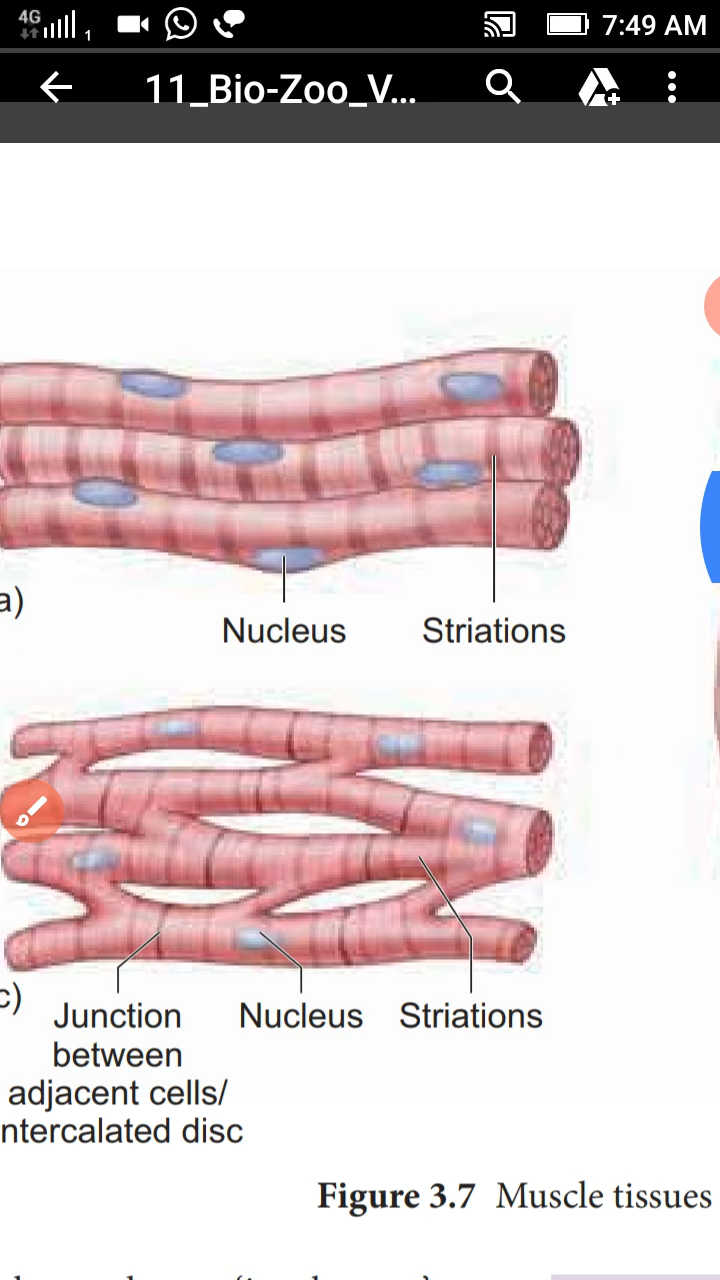 4G 1 7:49 AM
11_Bio-Zoo_V...
a)
Nucleus Striations
c)
Junction Nucleus Striations
between
adjacent cells/
ntercalated disc
Figure 3.7 Muscle tissues